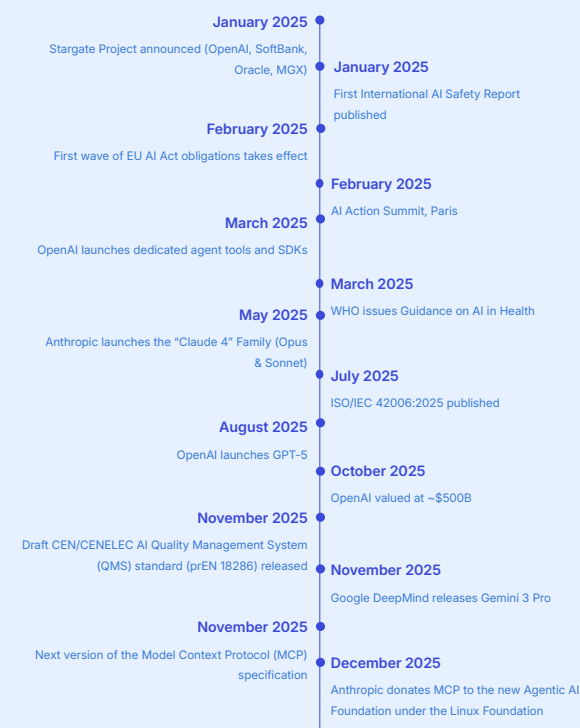 January 2025
Stargate Project announced (OpenAI, SoftBank,
Oracle, MGX)
January 2025
First International AI Safety Report
published
February 2025
First wave of EU AI Act obligations takes effect
February 2025
AI Action Summit, Paris
March 2025
OpenAI launches dedicated agent tools and SDKs
March 2025
WHO issues Guidance on AI in Health
May 2025
Anthropic launches the “Claude 4” Family (Opus
& Sonnet)
July 2025
ISO/IEC 42006:2025 published
August 2025
OpenAI launches GPT-5
October 2025
OpenAI valued at ~$500B
November 2025
Draft CEN/CENELEC AI Quality Management System
(QMS) standard (prEN 18286) released
November 2025
Google DeepMind releases Gemini 3 Pro
November 2025
Next version of the Model Context Protocol (MCP)
specification
December 2025
Anthropic donates MCP to the new Agentic AI
Foundation under the Linux Foundation